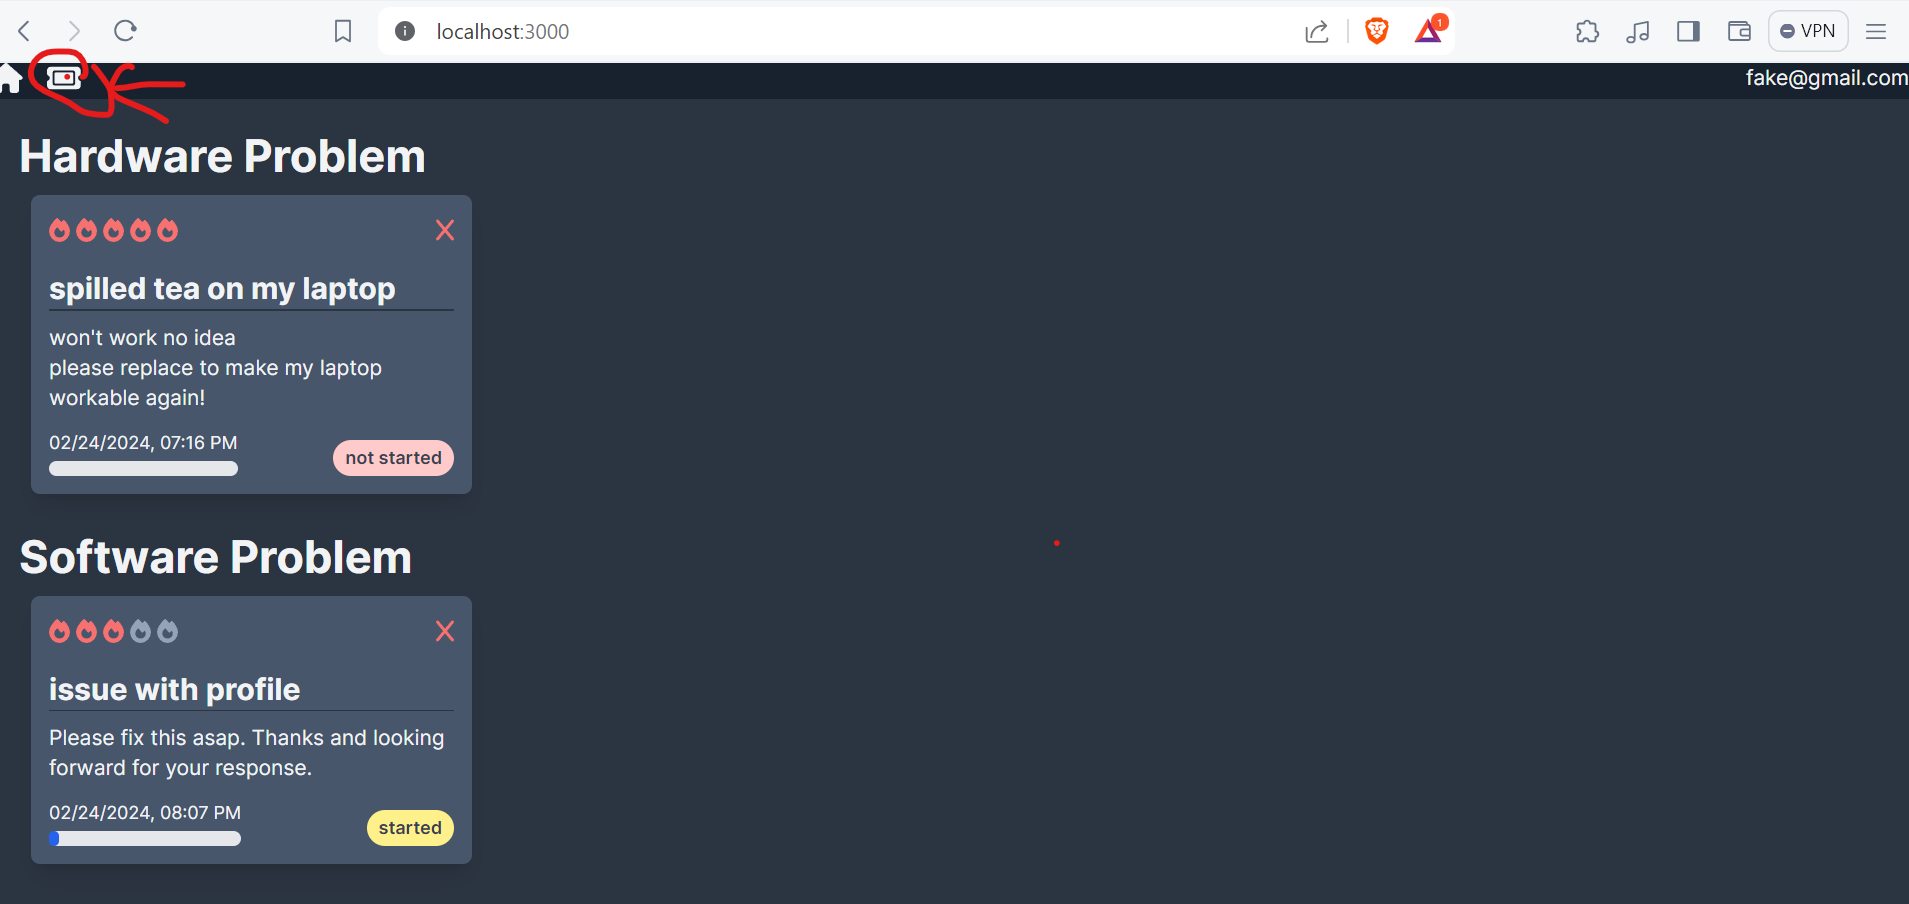 localhost:3000
1
VPN
fake@gmail.com
Hardware Problem
spilled tea on my laptop
won't work no idea
please replace to make my laptop
workable again!
02/24/2024, 07:16 PM
not started
Software Problem
issue with profile
Please fix this asap. Thanks and looking
forward for your response.
02/24/2024, 08:07 PM
started